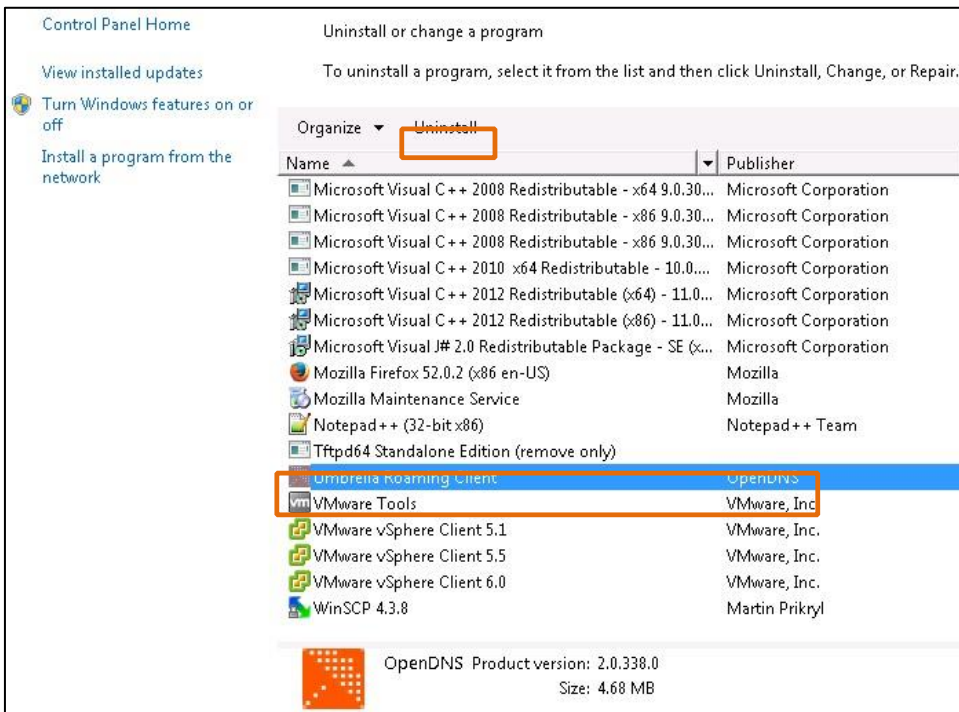 Control Panel Home
View installed updates
Turn Windows features on or
off
Install a program from the
network
Uninstall or change a program
To uninstall a program, select it from the list and then click Uninstall, Change, or Repair.
Organize Uninstall
Name Publisher
Microsoft Visual C++ 2008 Redistributable - x64 9.0.30... Microsoft Corporation
Microsoft Visual C++ 2008 Redistributable - x86 9.0.30... Microsoft Corporation
Microsoft Visual C++ 2008 Redistributable - x86 9.0.30... Microsoft Corporation
Microsoft Visual C++ 2010 x64 Redistributable - 10.0.... Microsoft Corporation
Microsoft Visual C++ 2012 Redistributable (x64) - 11.0... Microsoft Corporation
Microsoft Visual C++ 2012 Redistributable (x86) - 11.0... Microsoft Corporation
Microsoft Visual J# 2.0 Redistributable Package - SE (x... Microsoft Corporation
Mozilla Firefox 52.0.2 (x86 en-US) Mozilla
Mozilla Maintenance Service Mozilla
Notepad++ (32-bit x86) Notepad++ Team
Tftpd64 Standalone Edition (remove only)
Umbrella Roaming Client OpenDNS
vm VMware Tools VMware, Inc
VMware vSphere Client 5.1 VMware, Inc.
VMware vSphere Client 5.5 VMware, Inc.
VMware vSphere Client 6.0 VMware, Inc.
WinSCP 4.3.8 Martin Prikryl
OpenDNS Product version: 2.0.338.0
Size: 4.68 MB